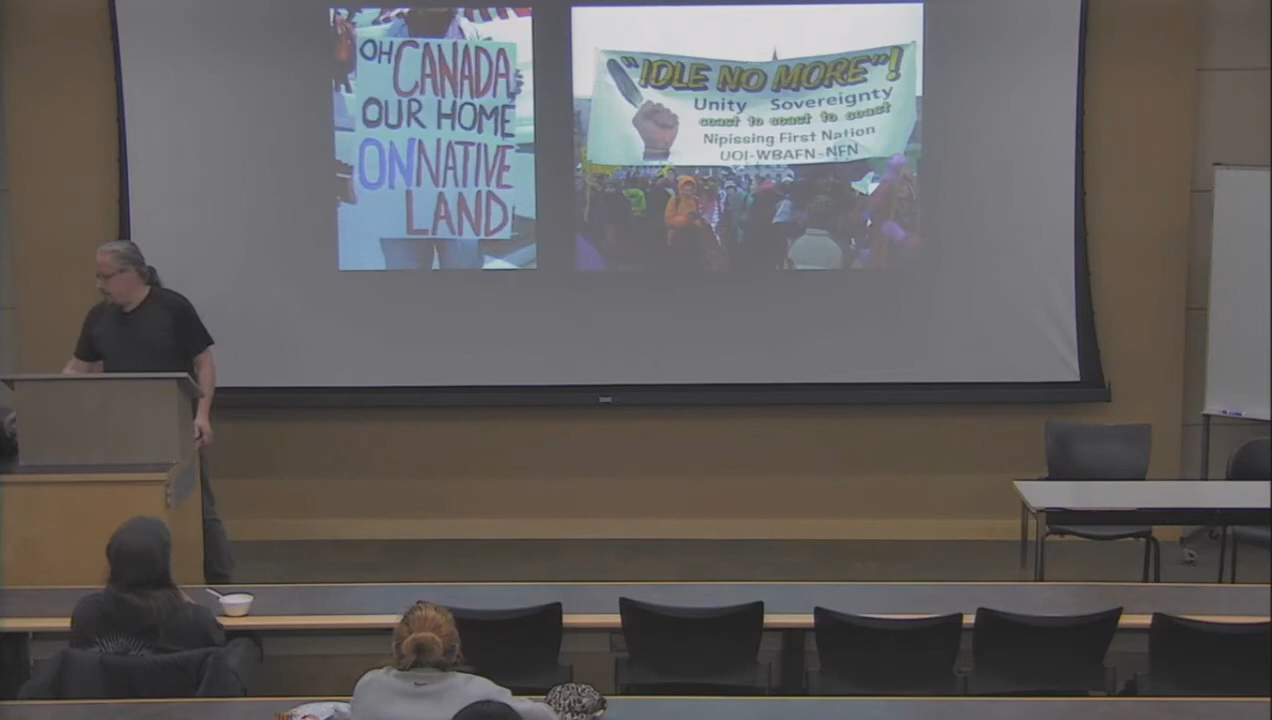 OH CANADA
OUR HOME
ON NATIVE
LAND
"IDLE NO MORE"!
Unity Sovereignty
coast to coast to coast
Nipissing First Nation
UOI-WBAFN-NFN